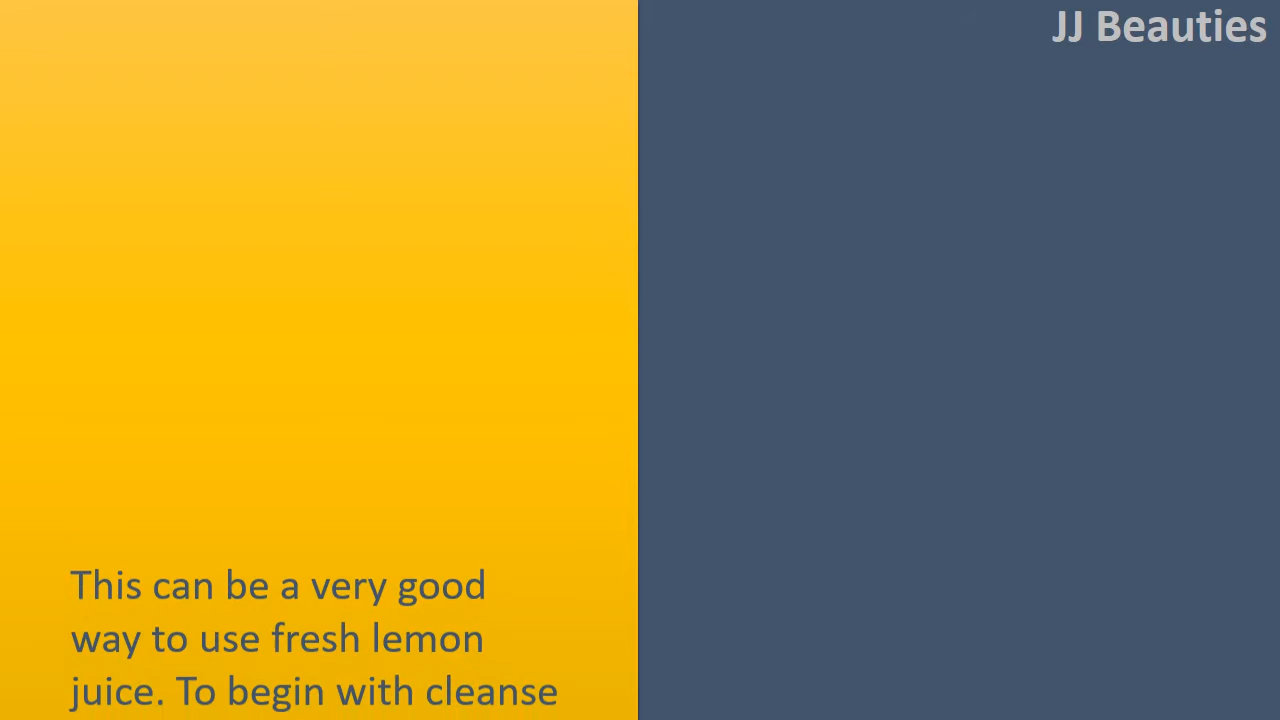 JJ Beauties
This can be a very good
way to use fresh lemon
juice. To begin with cleanse